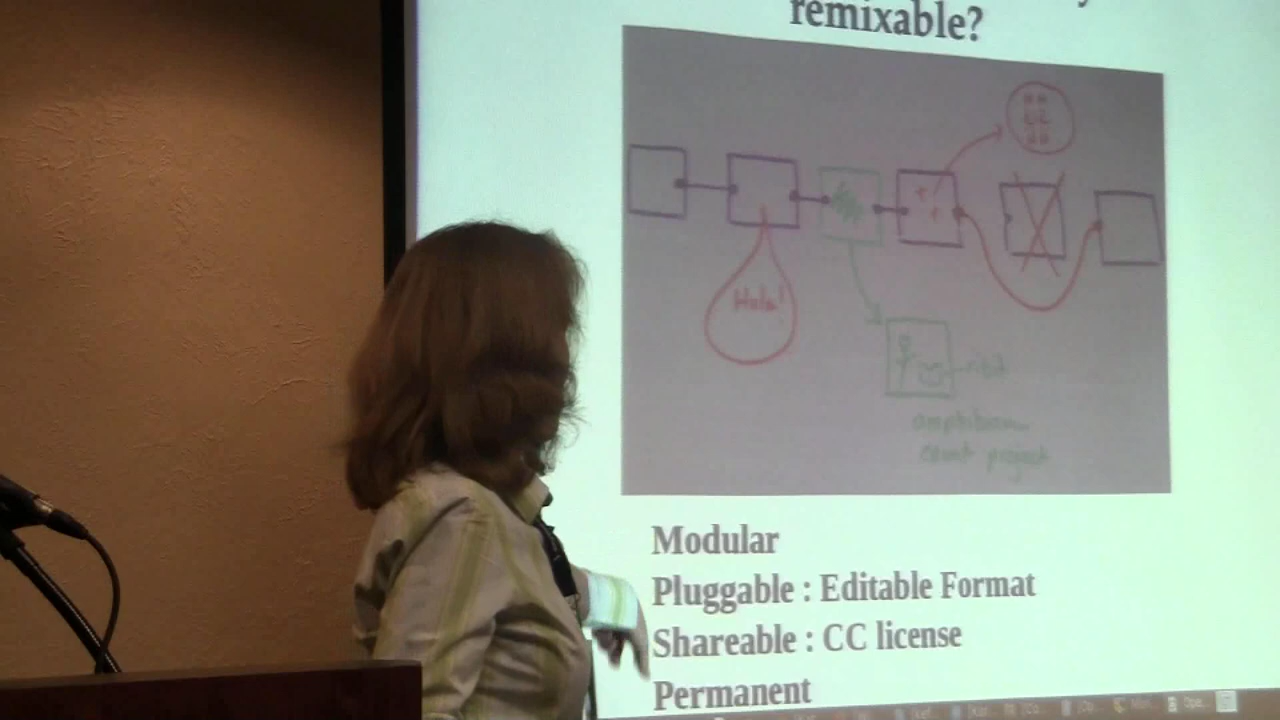 remixable?
Hola!
amphibian
count project
Modular
Pluggable : Editable Format
Shareable : CC license
Permanent